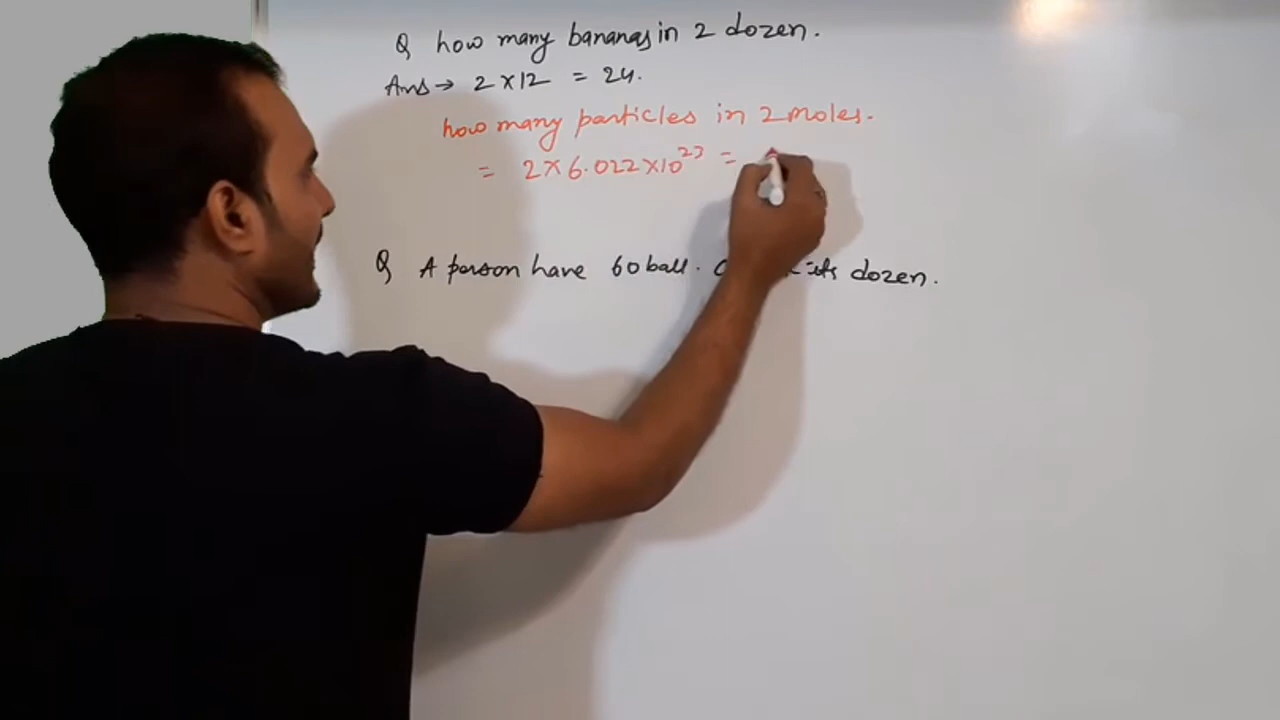 Q how many bananas in 2 dozen.
Ans → 2 × 12 = 24.
how many particles in 2 moles.
= 2 × 6.022 × 10²³ =
Q A person have 60 ball. dozen.